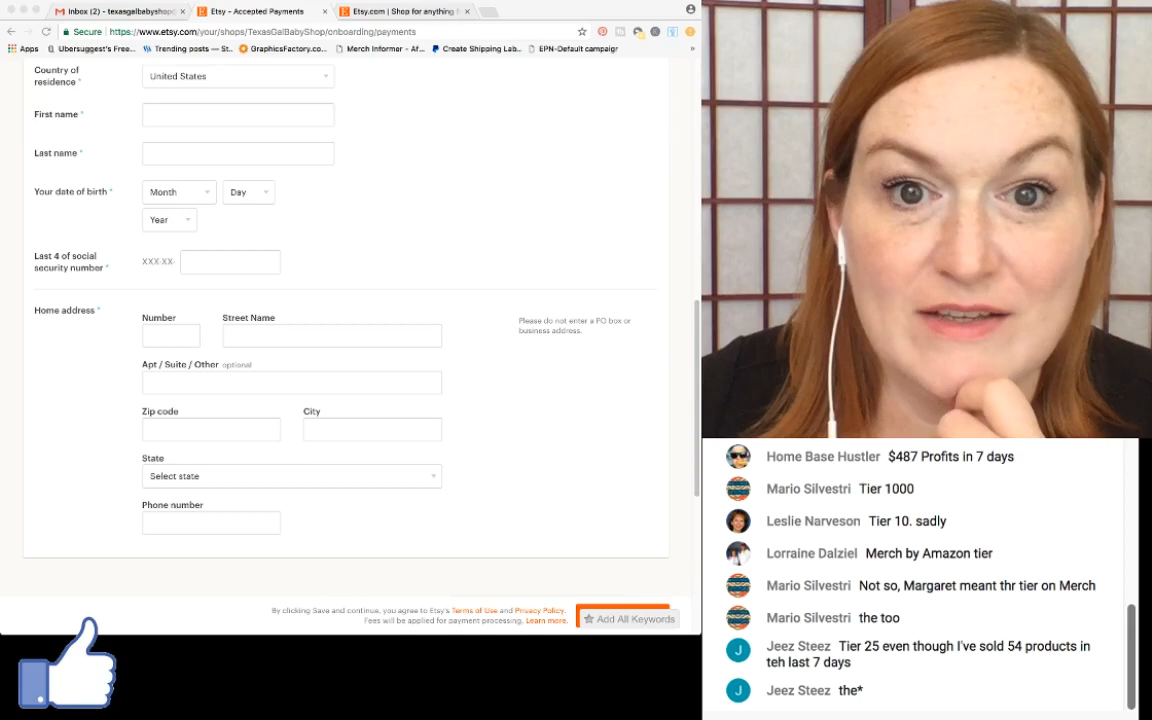 Inbox (2) - texasgalbabyshop@
Etsy - Accepted Payments
Etsy.com | Shop for anything f
Secure
https://www.etsy.com/your/shops/TexasGalBabyShop/onboarding/payments
Apps
Ubersuggest's Free...
Trending posts — St...
GraphicsFactory.co...
Merch Informer - Af...
Create Shipping Lab...
EPN-Default campaigr
»
Country of
residence *
United States
First name *
Last name *
Your date of birth *
Month
Day
Year
Last 4 of social
security number *
XXX-XX-
Home address *
Number
Street Name
Please do not enter a PO box or
business address.
Apt / Suite / Other optional
Zip code
City
State
Select state
Phone number
By clicking Save and continue, you agree to Etsy's Terms of Use and Privacy Policy.
Fees will be applied for payment processing. Learn more.
Add All Keywords
Home Base Hustler $487 Profits in 7 days
Mario Silvestri Tier 1000
Leslie Narveson Tier 10. sadly
Lorraine Dalziel Merch by Amazon tier
Mario Silvestri Not so, Margaret meant thr tier on Merch
Mario Silvestri the too
J
Jeez Steez Tier 25 even though I've sold 54 products in
teh last 7 days
J
Jeez Steez the*